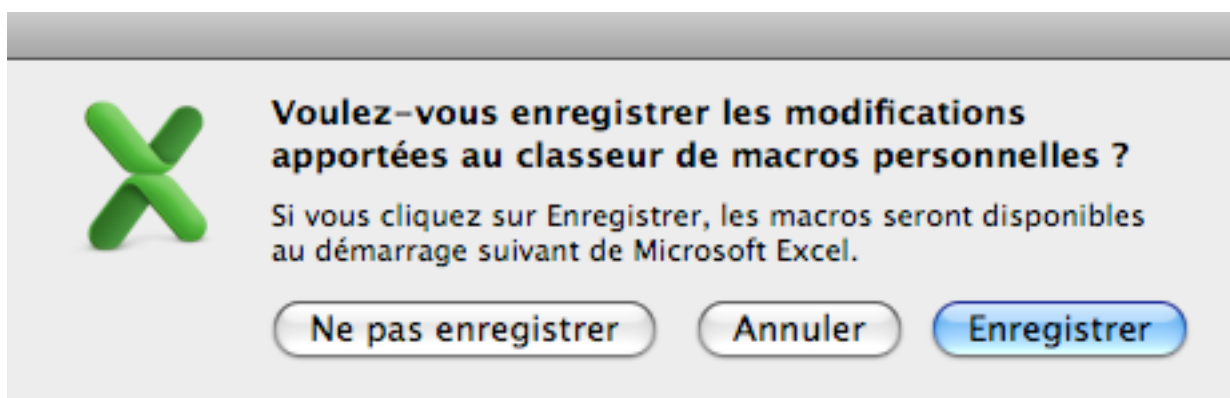 Voulez-vous enregistrer les modifications
apportées au classeur de macros personnelles ?
Si vous cliquez sur Enregistrer, les macros seront disponibles
au démarrage suivant de Microsoft Excel.
Ne pas enregistrer Annuler Enregistrer